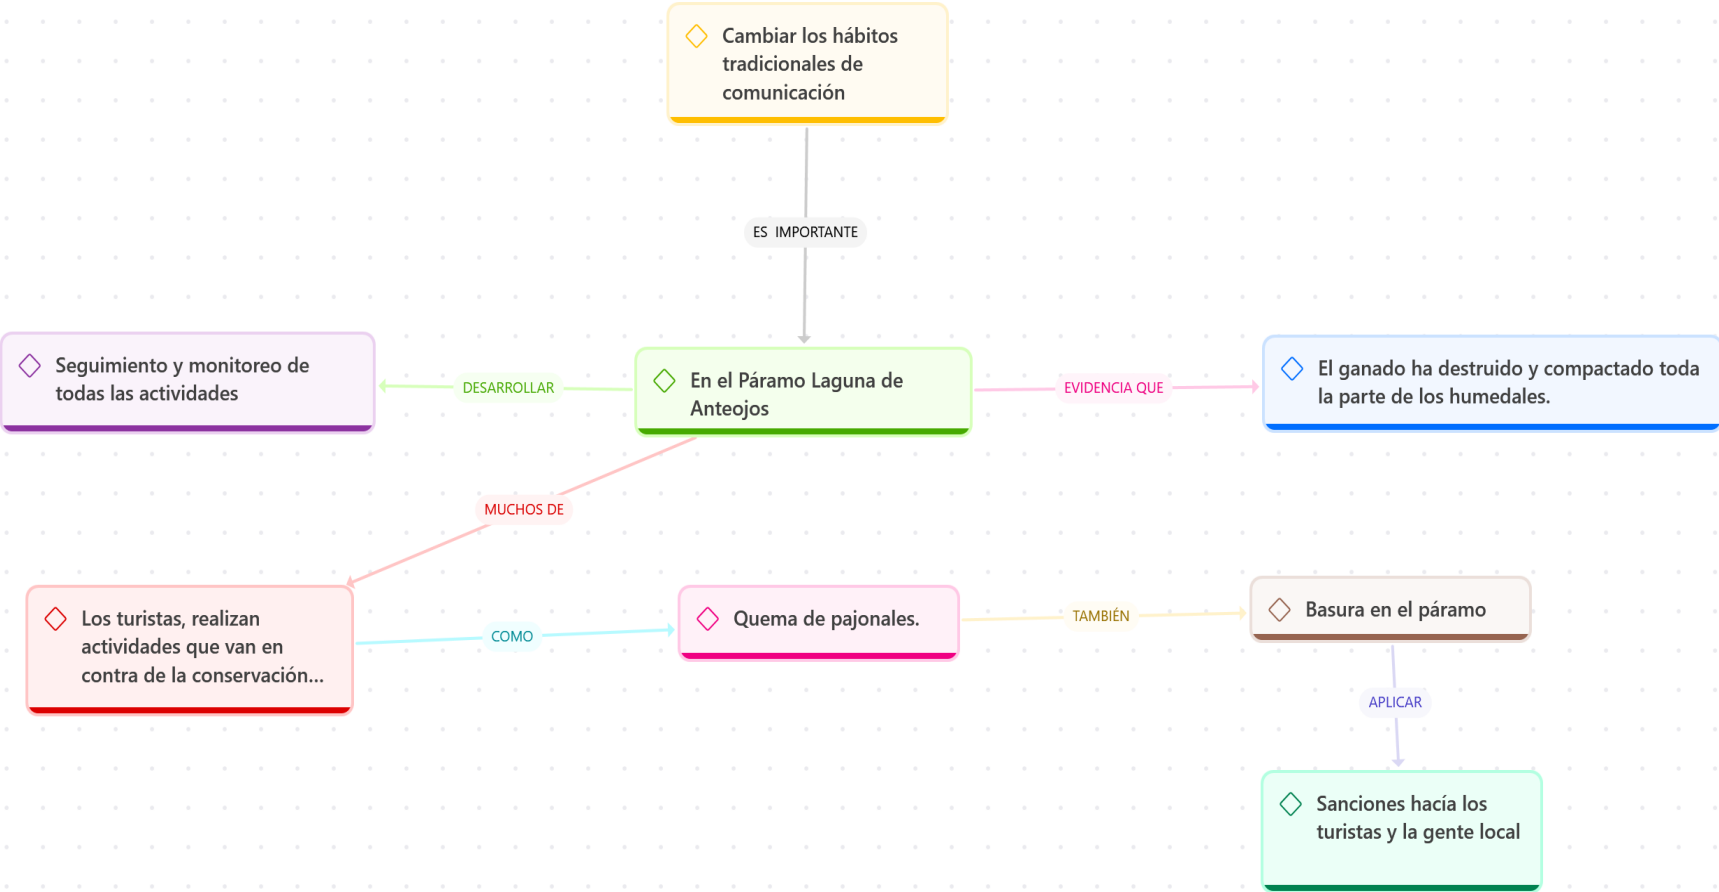 Cambiar los hábitos
tradicionales de
comunicación
ES IMPORTANTE
Seguimiento y monitoreo de
todas las actividades
DESARROLLAR
En el Páramo Laguna de
Anteojos
EVIDENCIA QUE
El ganado ha destruido y compactado toda
la parte de los humedales.
MUCHOS DE
Los turistas, realizan
actividades que van en
contra de la conservación...
COMO
Quema de pajonales.
TAMBIÉN
Basura en el páramo
APLICAR
Sanciones hacía los
turistas y la gente local